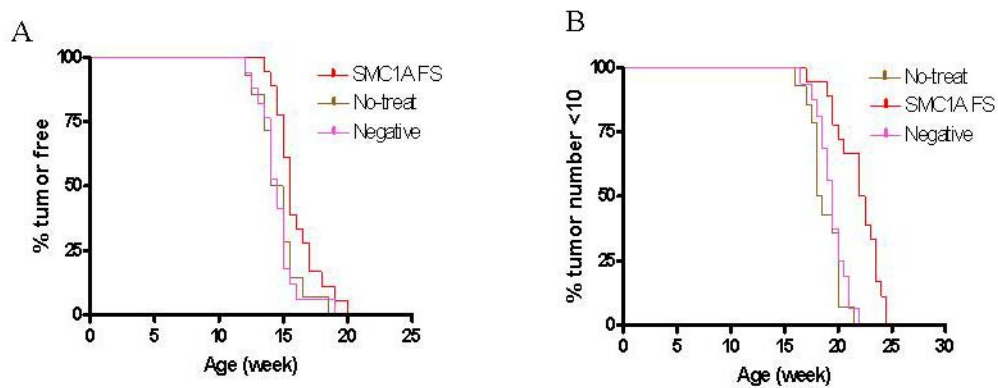 A
100
75
50
25
0
% tumor free
0 5 10 15 20 25
Age (week)
SMC1A FS
No-treat
Negative
B
100
75
50
25
0
% tumor number <10
0 5 10 15 20 25 30
Age (week)
No-treat
SMC1A FS
Negative